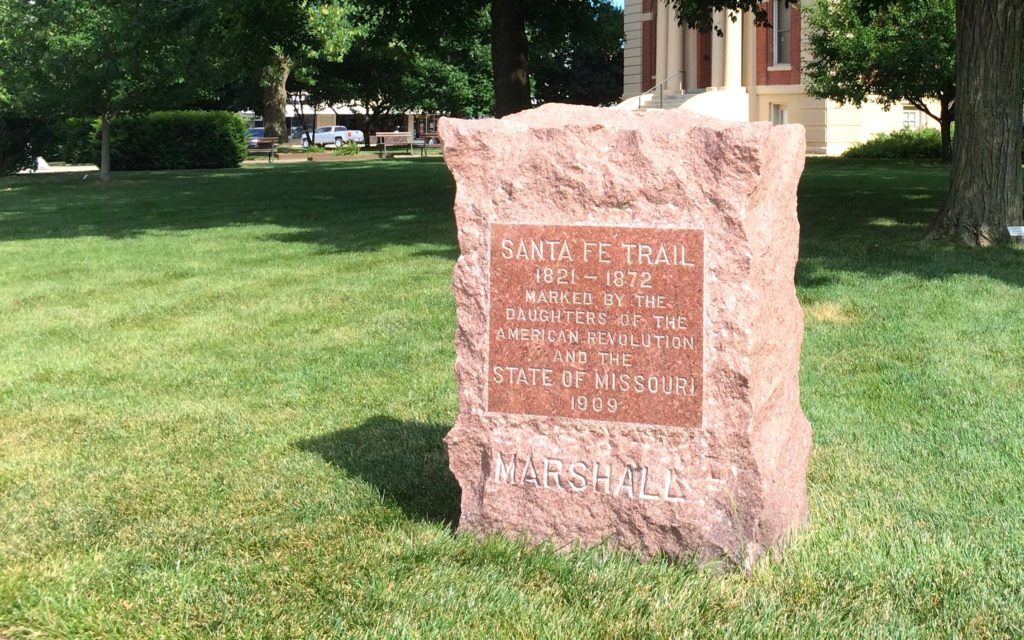 SANTA FE TRAIL
1821 - 1872
MARKED BY THE
DAUGHTERS OF THE
AMERICAN REVOLUTION
AND THE
STATE OF MISSOURI
1909
MARSHALL